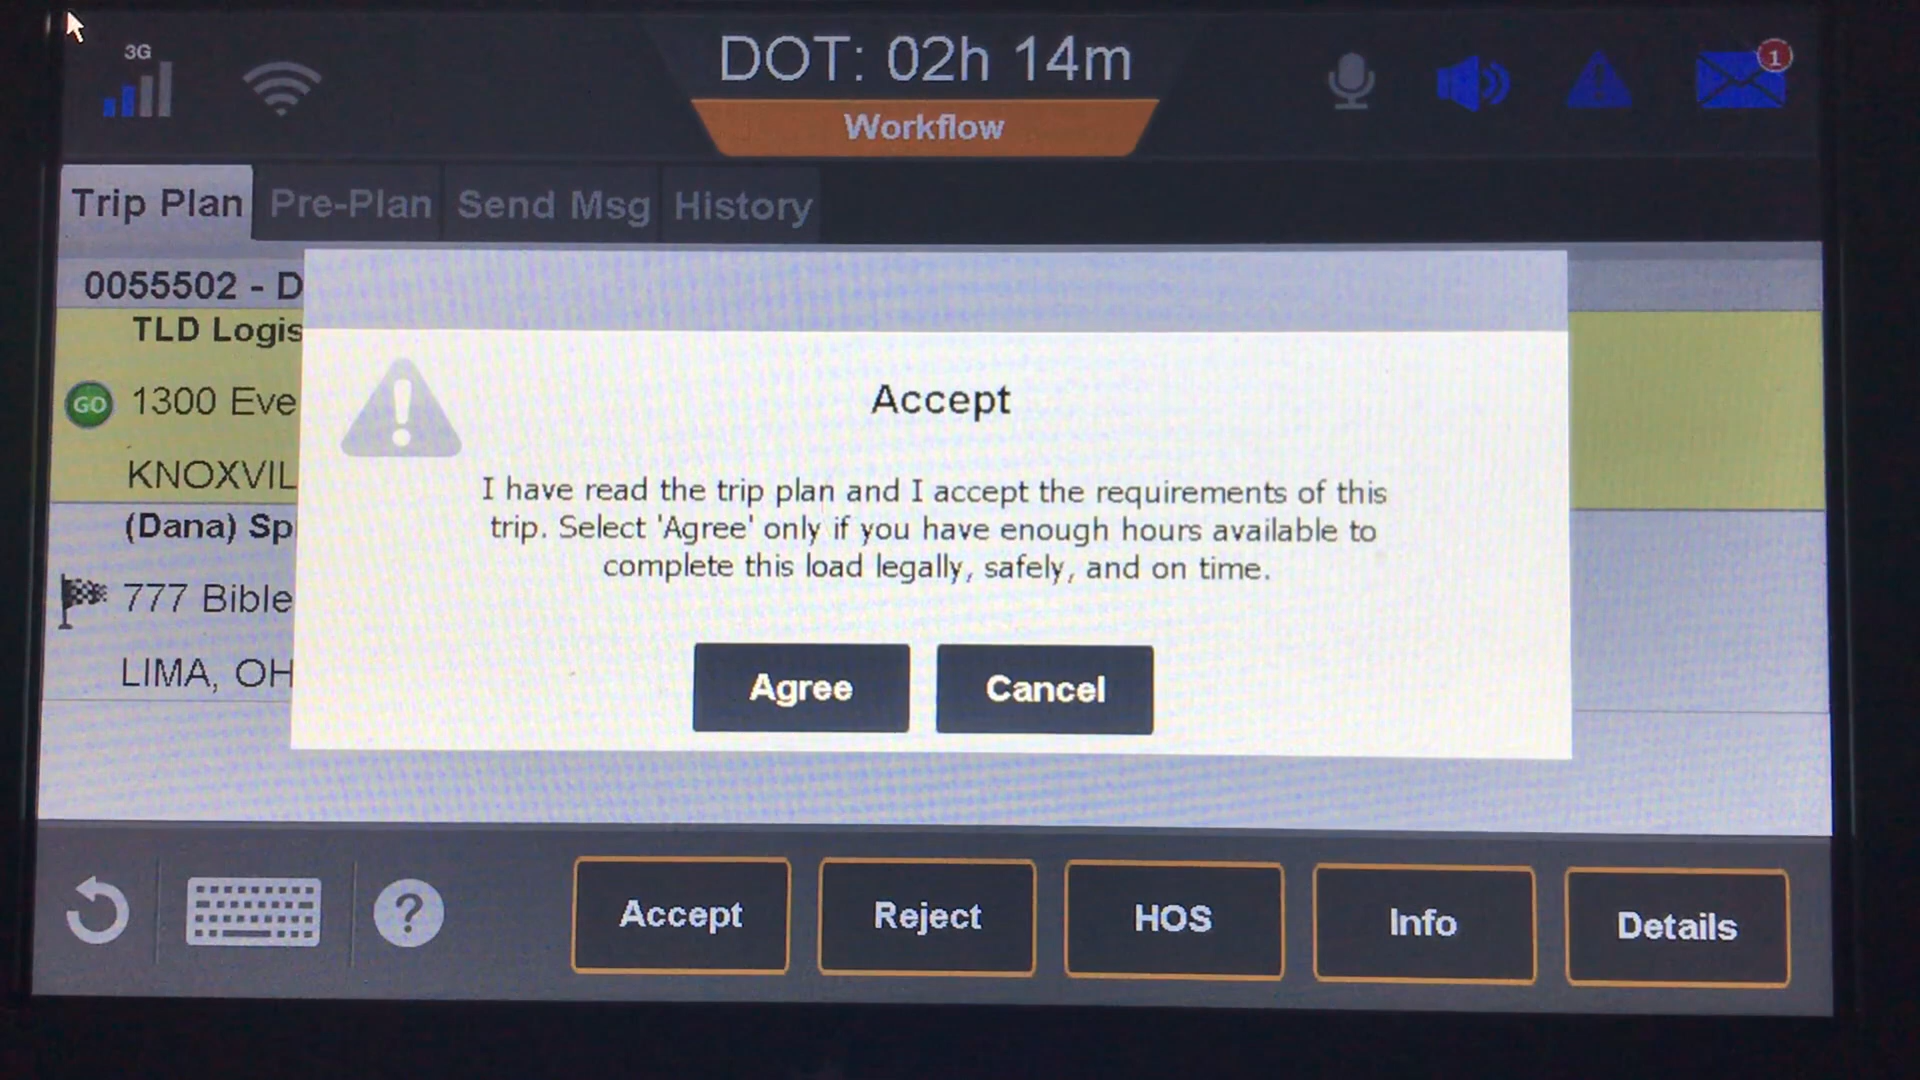 3G
DOT: 02h 14m
1
Workflow
Trip Plan
Pre-Plan
Send Msg
History
0055502 - D
TLD Logis
GO
1300 Eve
KNOXVIL
(Dana) Sp
777 Bible
LIMA, OH
Accept
I have read the trip plan and I accept the requirements of this
trip. Select 'Agree' only if you have enough hours available to
complete this load legally, safely, and on time.
Agree
Cancel
?
Accept
Reject
HOS
Info
Details